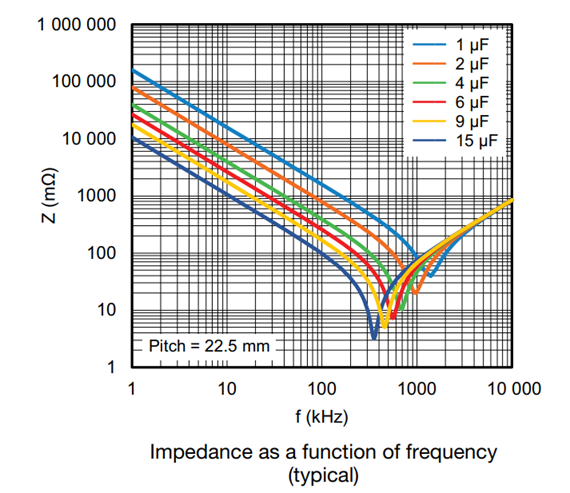 1 000 000
100 000
10 000
1000
100
10
1
Z (mΩ)
1 µF
2 µF
4 µF
6 µF
9 µF
15 µF
Pitch = 22.5 mm
1 10 100 1000 10 000
f (kHz)
Impedance as a function of frequency
(typical)